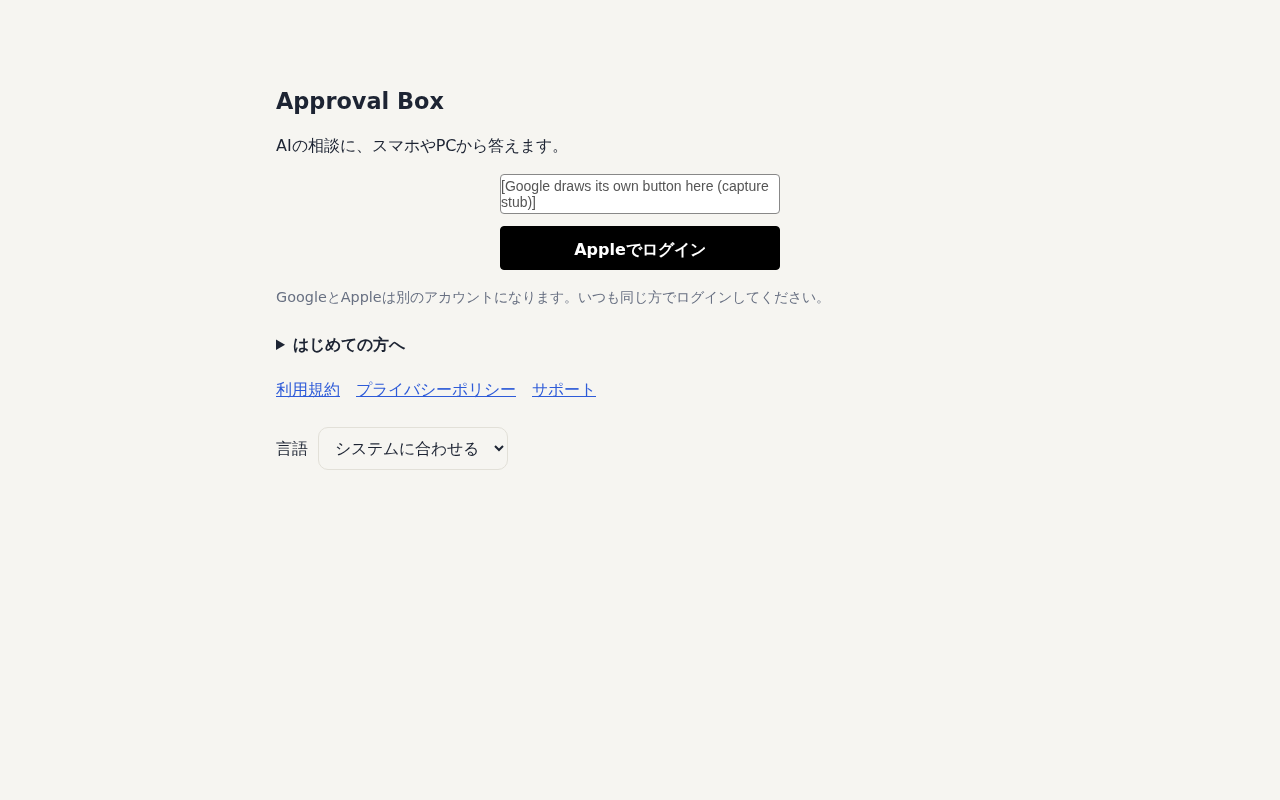 Approval Box
AIの相談に、スマホやPCから答えます。
[Google draws its own button here (capture
stub)]
Appleでログイン
GoogleとAppleは別のアカウントになります。いつも同じ方でログインしてください。
はじめての方へ
利用規約 プライバシーポリシー サポート
言語 システムに合わせる